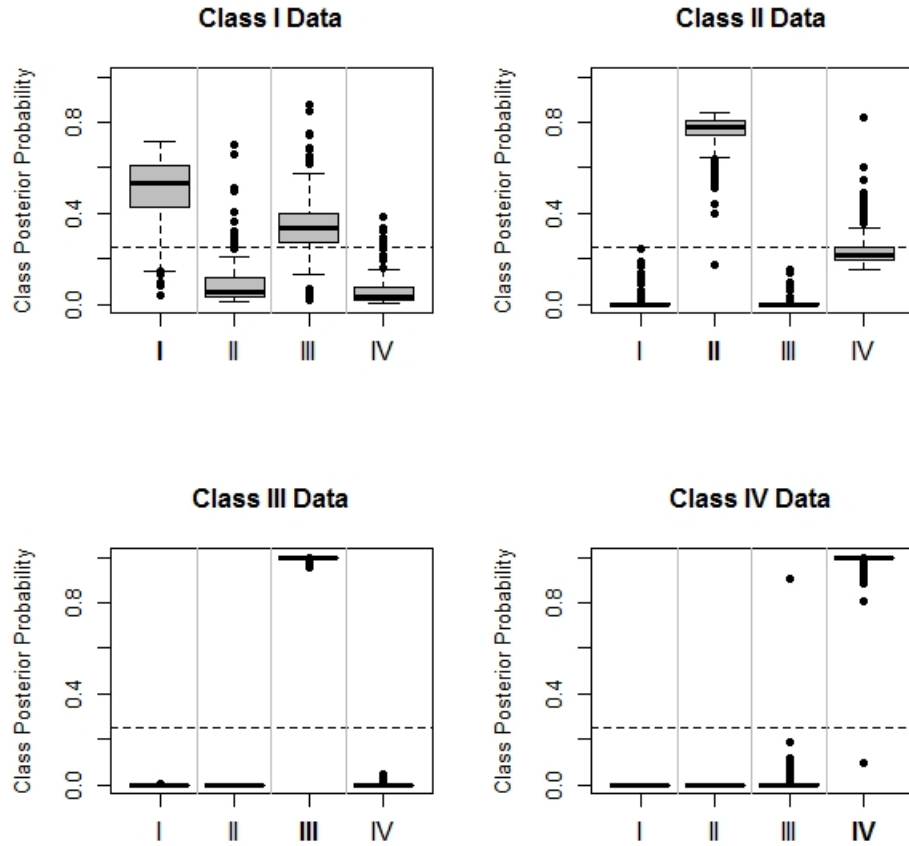 Class I Data
Class Posterior Probability
0.8
0.4
0.0
I II III IV
Class II Data
Class Posterior Probability
0.8
0.4
0.0
I II III IV
Class III Data
Class Posterior Probability
0.8
0.4
0.0
I II III IV
Class IV Data
Class Posterior Probability
0.8
0.4
0.0
I II III IV